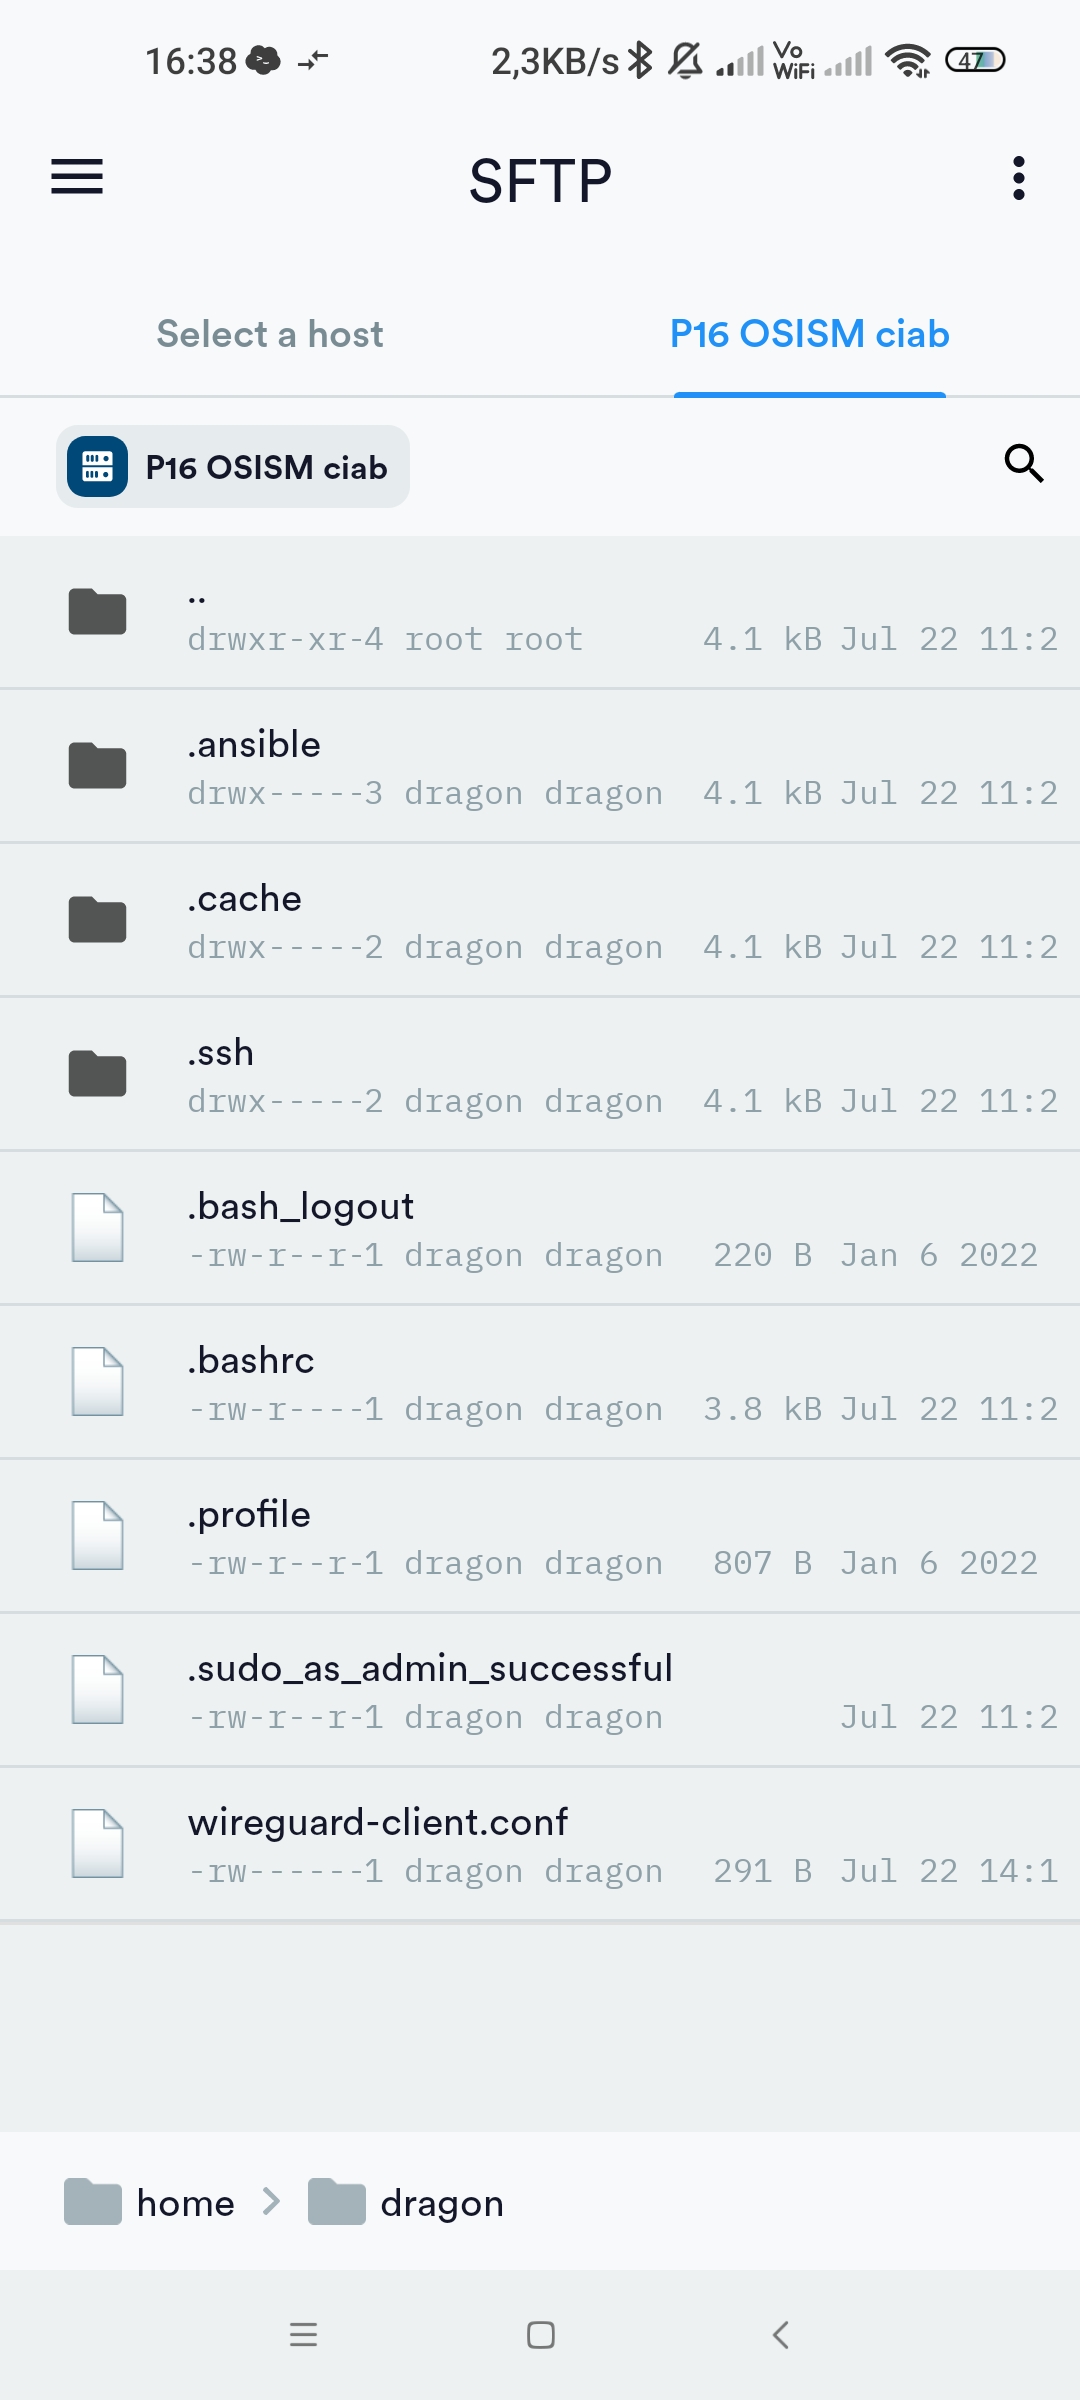 16:38 2,3KB/s Vo WiFi 47
SFTP
Select a host P16 OSISM ciab
P16 OSISM ciab
..
drwxr-xr-4 root root 4.1 kB Jul 22 11:2
.ansible
drwx-----3 dragon dragon 4.1 kB Jul 22 11:2
.cache
drwx-----2 dragon dragon 4.1 kB Jul 22 11:2
.ssh
drwx-----2 dragon dragon 4.1 kB Jul 22 11:2
.bash_logout
-rw-r--r-1 dragon dragon 220 B Jan 6 2022
.bashrc
-rw-r----1 dragon dragon 3.8 kB Jul 22 11:2
.profile
-rw-r--r-1 dragon dragon 807 B Jan 6 2022
.sudo_as_admin_successful
-rw-r--r-1 dragon dragon Jul 22 11:2
wireguard-client.conf
-rw------1 dragon dragon 291 B Jul 22 14:1
home dragon